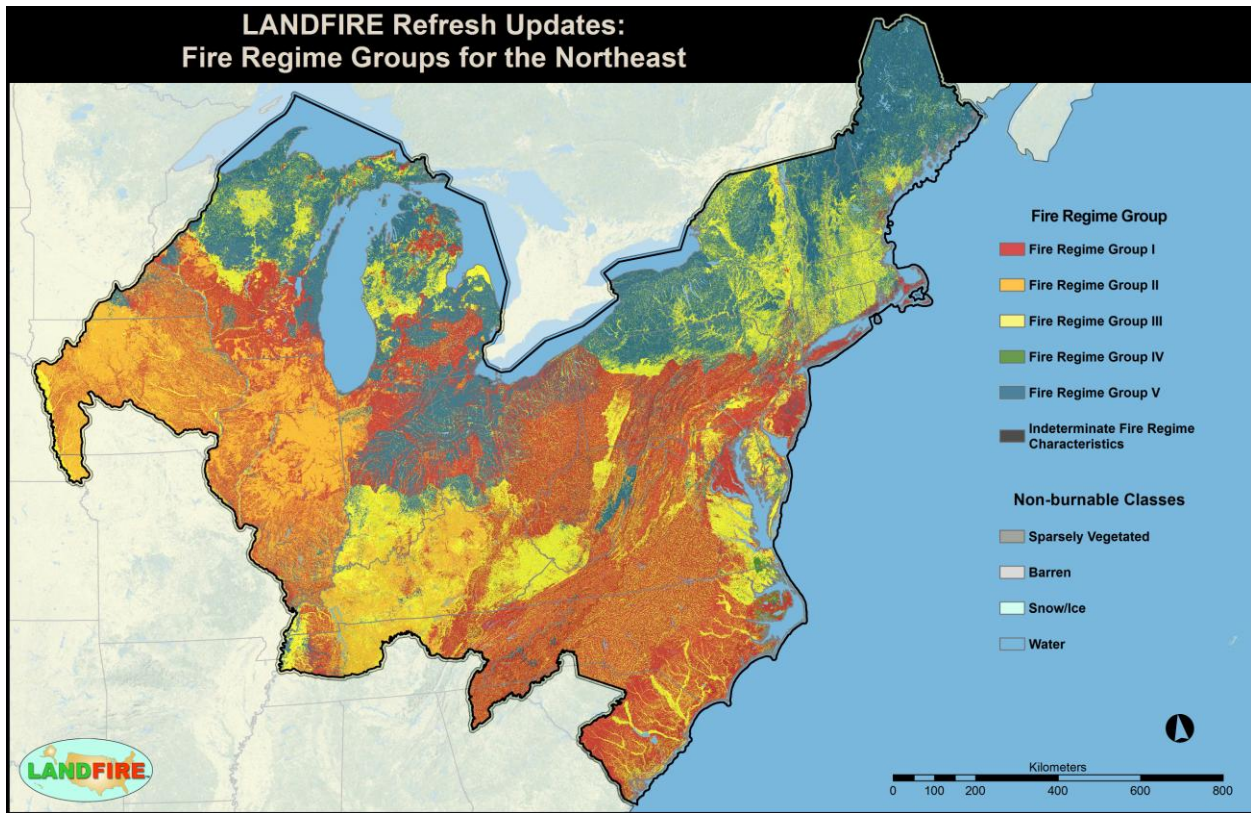 LANDFIRE Refresh Updates:
Fire Regime Groups for the Northeast
Fire Regime Group
Fire Regime Group I
Fire Regime Group II
Fire Regime Group III
Fire Regime Group IV
Fire Regime Group V
Indeterminate Fire Regime
Characteristics
Non-burnable Classes
Sparsely Vegetated
Barren
Snow/Ice
Water
LANDFIRE
Kilometers
0 100 200 400 600 800